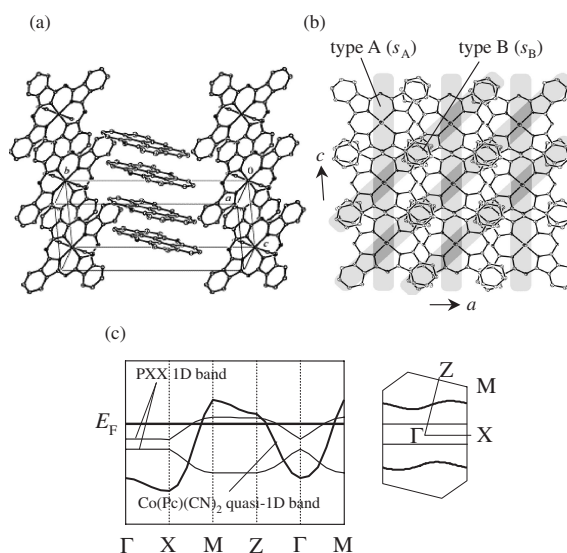 (a)
(b)
type A (sA)
type B (sB)
b
0
a
c
c
a
(c)
PXX 1D band
EF
Co(Pc)(CN)2 quasi-1D band
Γ X M Z Γ M
Z
M
Γ
X